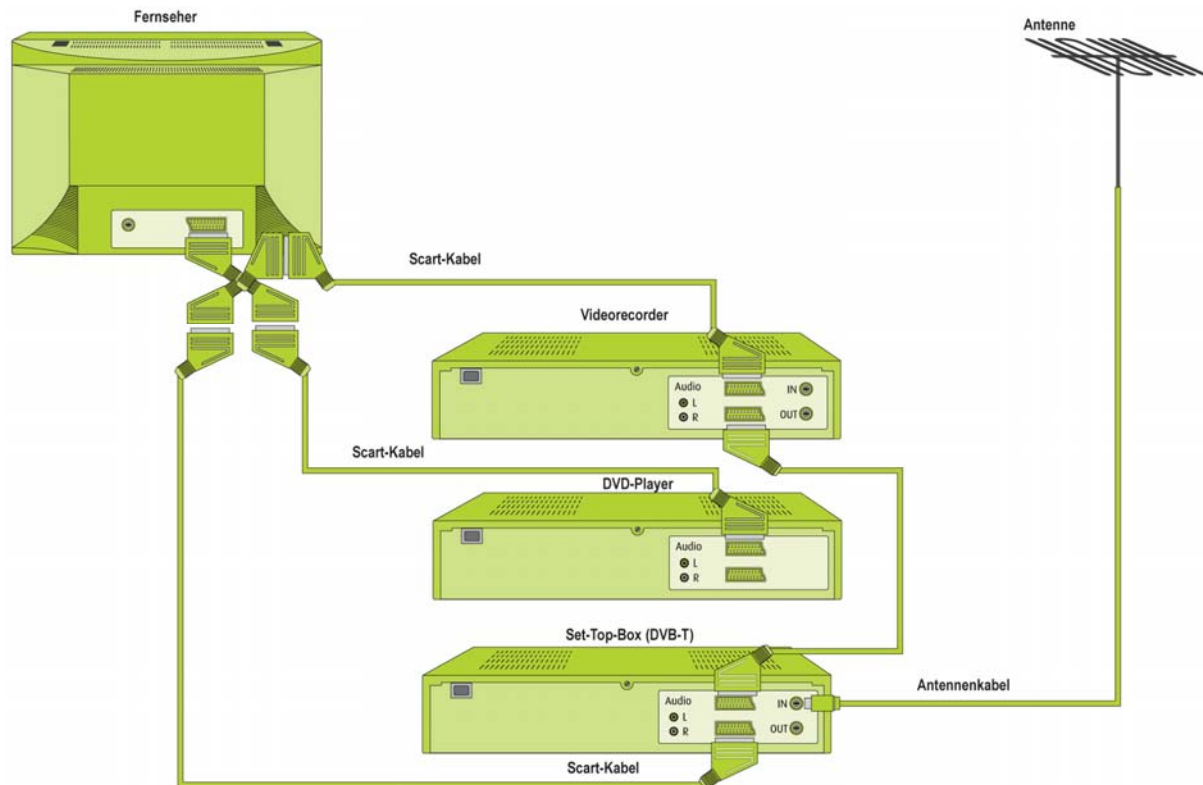 Fernseher
Antenne
Scart-Kabel
Videorecorder
Audio
L
R
IN
OUT
Scart-Kabel
DVD-Player
Audio
L
R
Set-Top-Box (DVB-T)
Antennenkabel
Audio
L
R
IN
OUT
Scart-Kabel